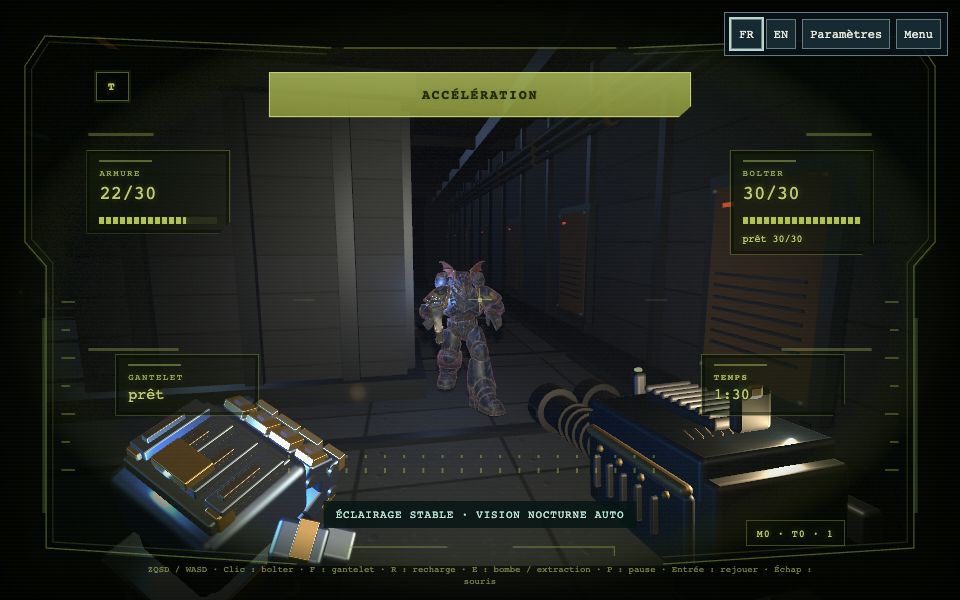 FR EN Paramètres Menu
T
ACCÉLÉRATION
ARMURE
22/30
BOLTER
30/30
prêt 30/30
GANTELET
prêt
TEMPS
1:30
ÉCLAIRAGE STABLE · VISION NOCTURNE AUTO
M0 · T0 · 1
ZQSD / WASD · Clic : bolter · F : gantelet · R : recharge · E : bombe / extraction · P : pause · Entrée : rejouer · Échap :
souris